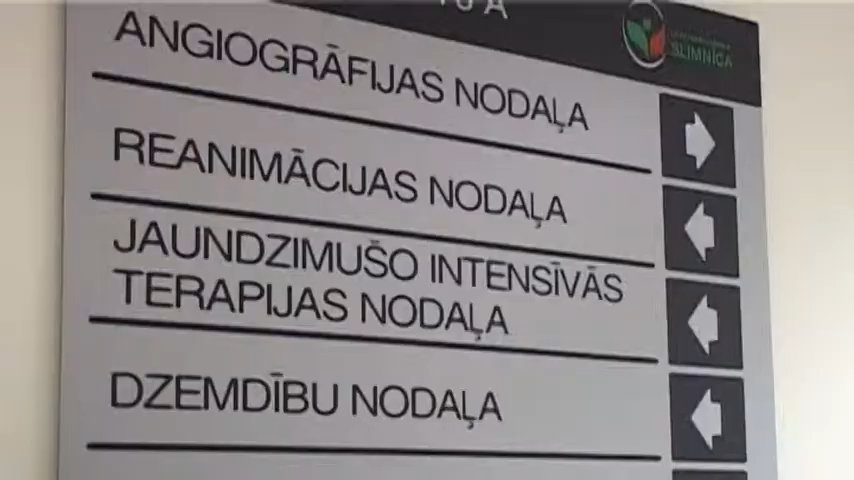 ANGIOGRĀFIJAS NODAĻA
SLIMNĪCA
REANIMĀCIJAS NODAĻA
JAUNDZIMUŠO INTENSĪVĀS
TERAPIJAS NODAĻA
DZEMDĪBU NODAĻA